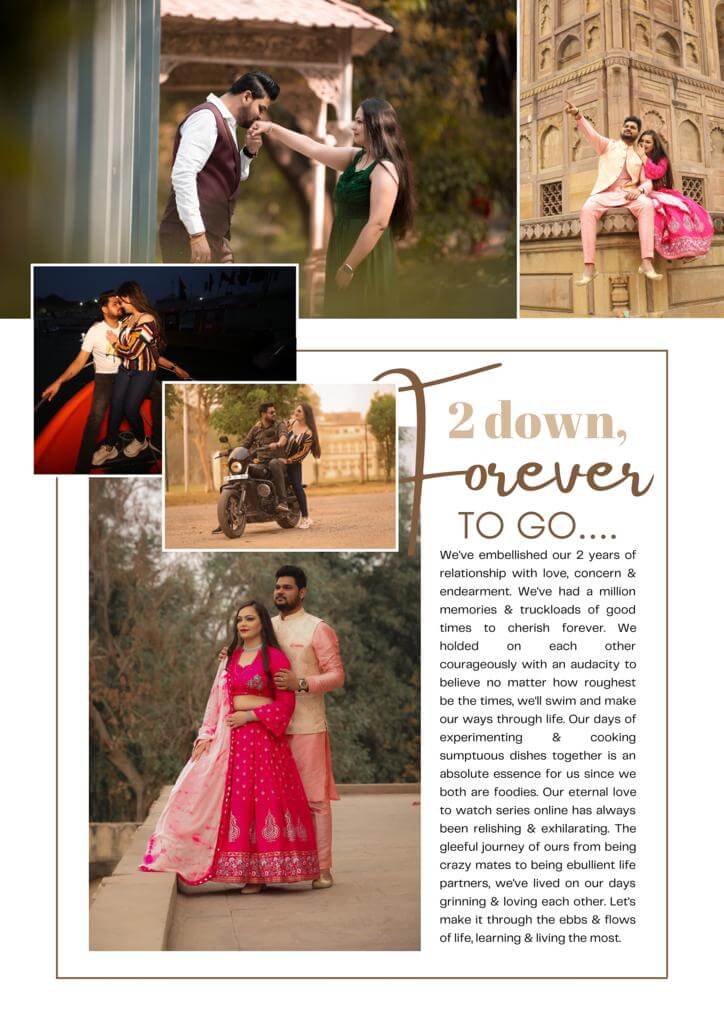 2 down,
Forever
TO GO....
We've embellished our 2 years of
relationship with love, concern &
endearment. We've had a million
memories & truckloads of good
times to cherish forever. We
holded on each other
courageously with an audacity to
believe no matter how roughest
be the times, we'll swim and make
our ways through life. Our days of
experimenting & cooking
sumptuous dishes together is an
absolute essence for us since we
both are foodies. Our eternal love
to watch series online has always
been relishing & exhilarating. The
gleeful journey of ours from being
crazy mates to being ebullient life
partners, we've lived on our days
grinning & loving each other. Let's
make it through the ebbs & flows
of life, learning & living the most.